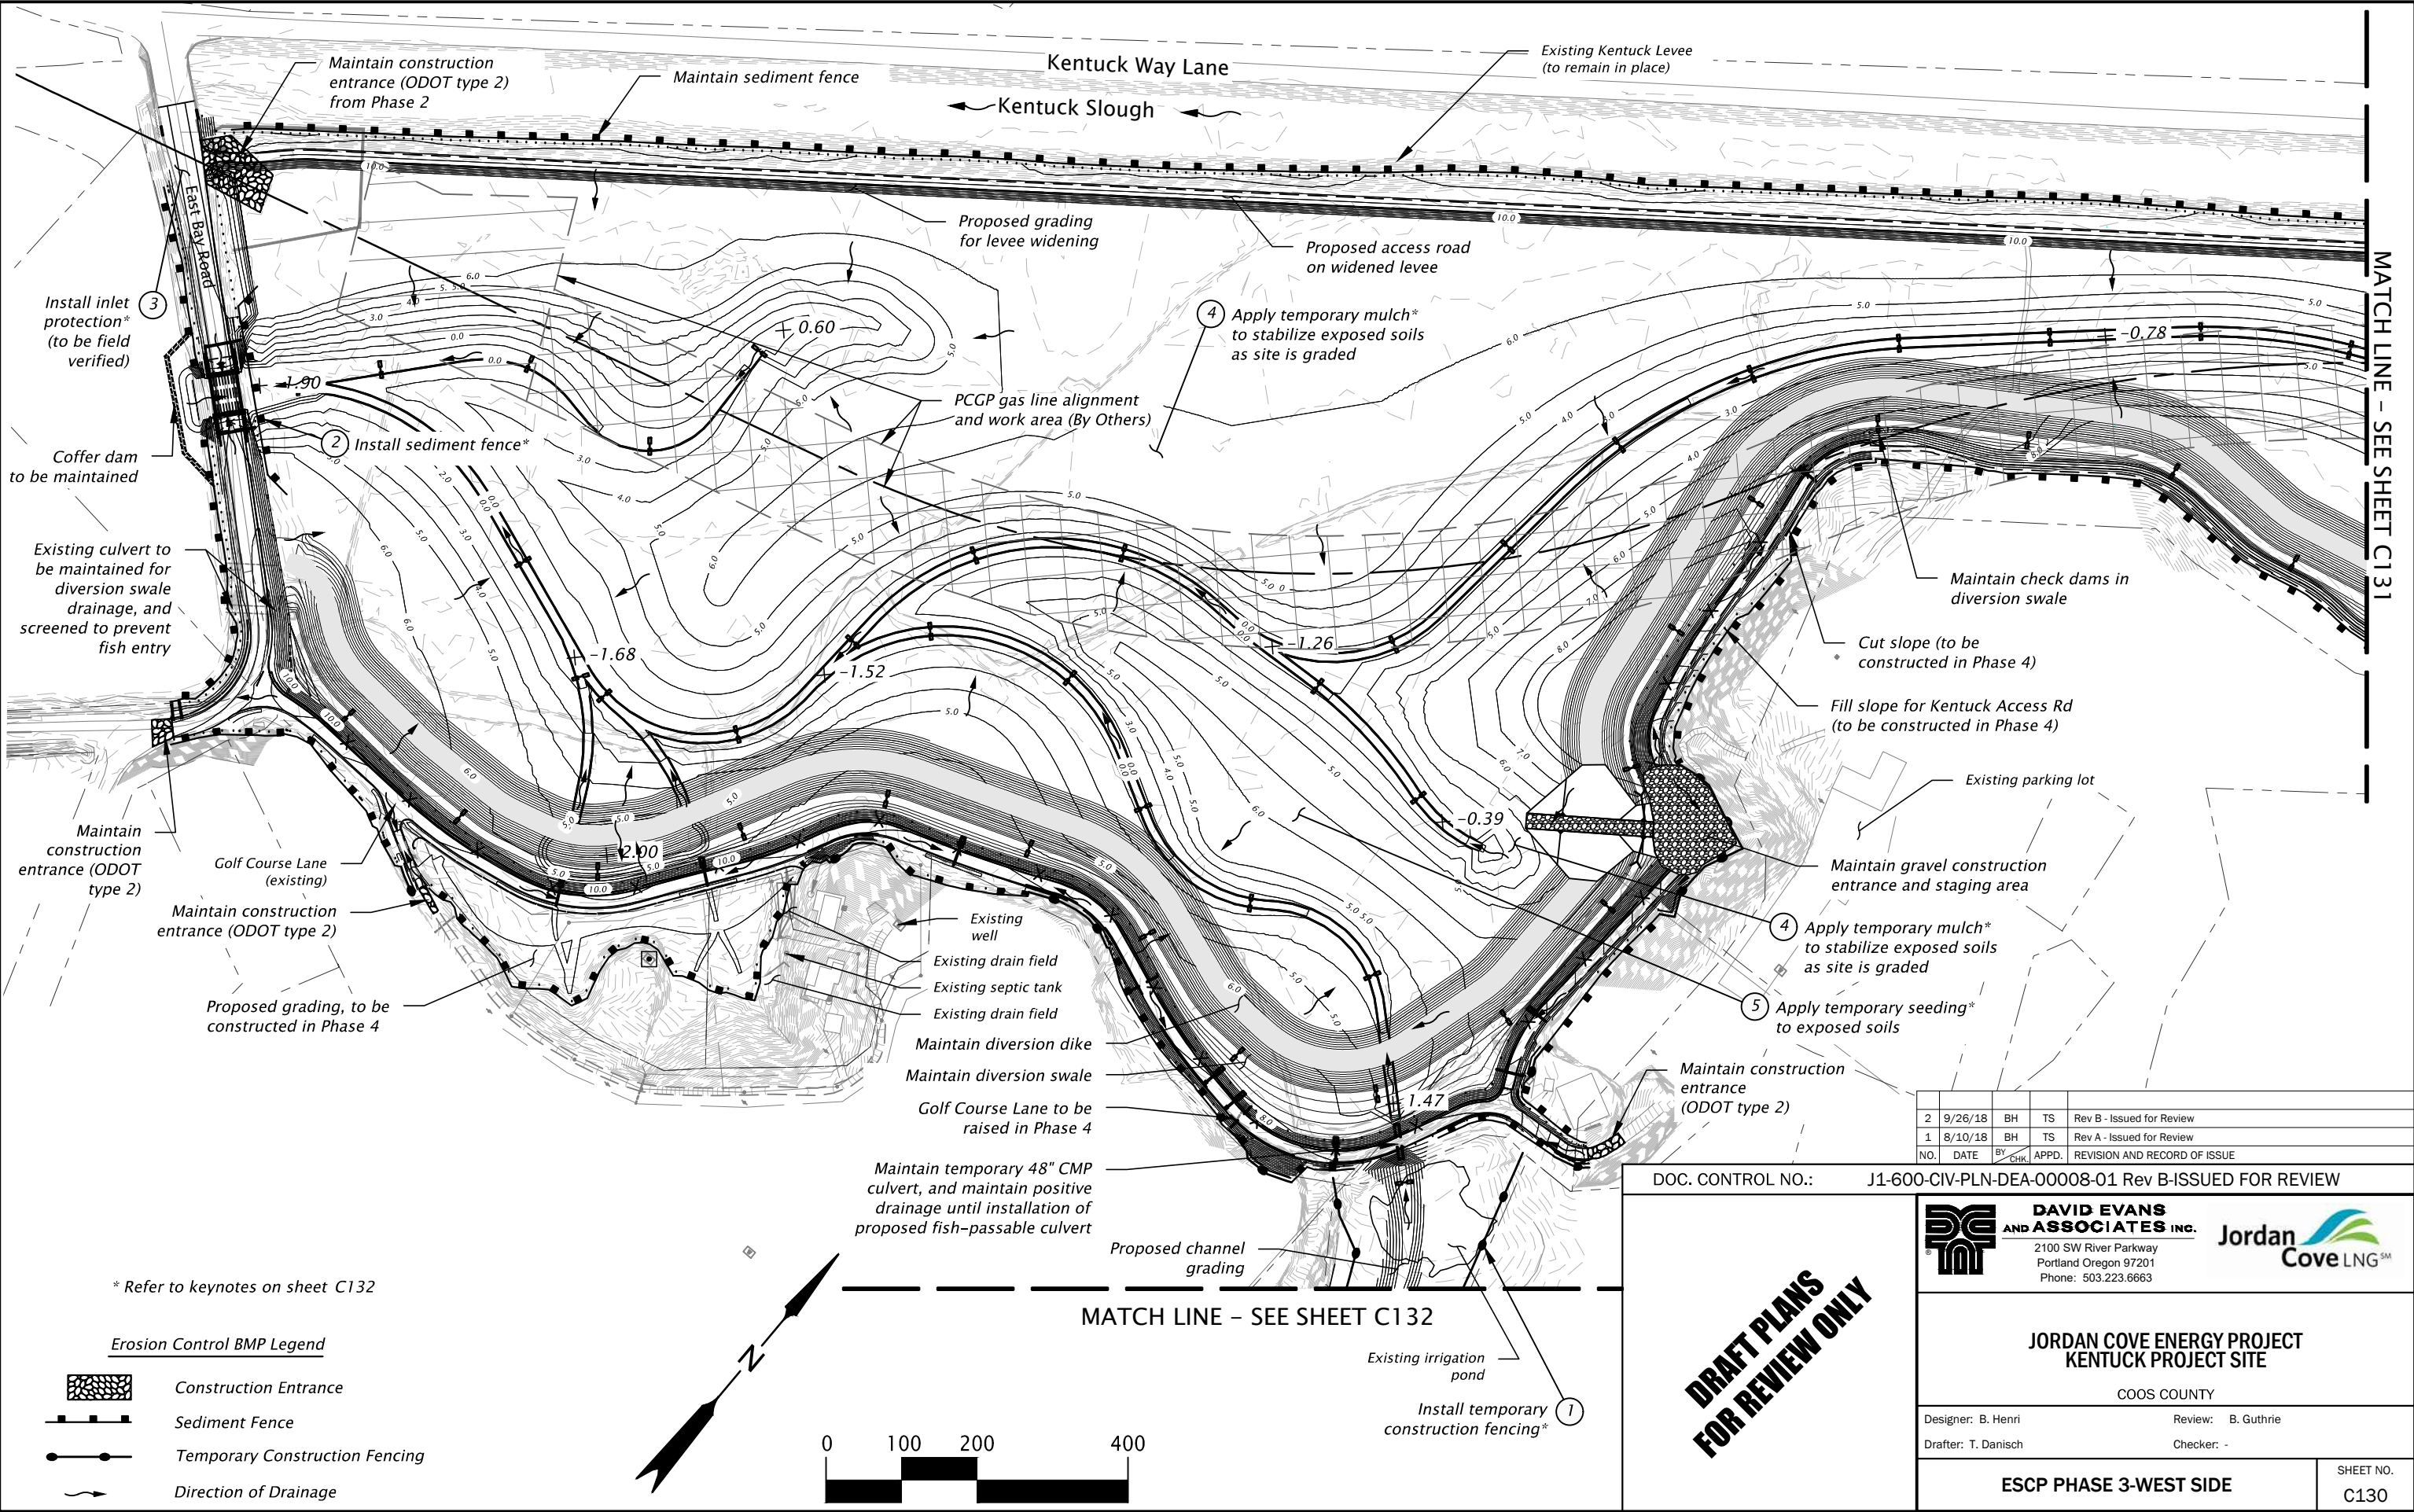 Kentuck Way Lane
Kentuck Slough
Maintain construction
entrance (ODOT type 2)
from Phase 2
Maintain sediment fence
Existing Kentuck Levee
(to remain in place)
East Bay Road
10.0
10.0
10.0
Proposed grading
for levee widening
Proposed access road
on widened levee
MATCH LINE – SEE SHEET C131
Install inlet
protection*
(to be field
verified)
3
4
Apply temporary mulch*
to stabilize exposed soils
as site is graded
0.60
-1.90
-0.78
PCGP gas line alignment
and work area (By Others)
2
Install sediment fence*
Coffer dam
to be maintained
Existing culvert to
be maintained for
diversion swale
drainage, and
screened to prevent
fish entry
-1.68
-1.52
-1.26
-0.39
2.00
1.47
Maintain check dams in
diversion swale
Cut slope (to be
constructed in Phase 4)
Fill slope for Kentuck Access Rd
(to be constructed in Phase 4)
Existing parking lot
Maintain gravel construction
entrance and staging area
4
Apply temporary mulch*
to stabilize exposed soils
as site is graded
5
Apply temporary seeding*
to exposed soils
Maintain construction
entrance
(ODOT type 2)
Maintain
construction
entrance (ODOT
type 2)
Golf Course Lane
(existing)
Maintain construction
entrance (ODOT type 2)
Proposed grading, to be
constructed in Phase 4
Existing
well
Existing drain field
Existing septic tank
Existing drain field
Maintain diversion dike
Maintain diversion swale
Golf Course Lane to be
raised in Phase 4
Maintain temporary 48" CMP
culvert, and maintain positive
drainage until installation of
proposed fish-passable culvert
Proposed channel
grading
MATCH LINE – SEE SHEET C132
Existing irrigation
pond
Install temporary
construction fencing*
1
* Refer to keynotes on sheet C132
Erosion Control BMP Legend
Construction Entrance
Sediment Fence
Temporary Construction Fencing
Direction of Drainage
N
0 100 200 400
2 9/26/18 BH TS Rev B - Issued for Review
1 8/10/18 BH TS Rev A - Issued for Review
NO. DATE BY CHK. APPD. REVISION AND RECORD OF ISSUE
DOC. CONTROL NO.: J1-600-CIV-PLN-DEA-00008-01 Rev B-ISSUED FOR REVIEW
DRAFT PLANS
FOR REVIEW ONLY
DAVID EVANS
AND ASSOCIATES INC.
2100 SW River Parkway
Portland Oregon 97201
Phone: 503.223.6663
Jordan
Cove LNG SM
JORDAN COVE ENERGY PROJECT
KENTUCK PROJECT SITE
COOS COUNTY
Designer: B. Henri
Review: B. Guthrie
Drafter: T. Danisch
Checker: -
ESCP PHASE 3-WEST SIDE
SHEET NO.
C130